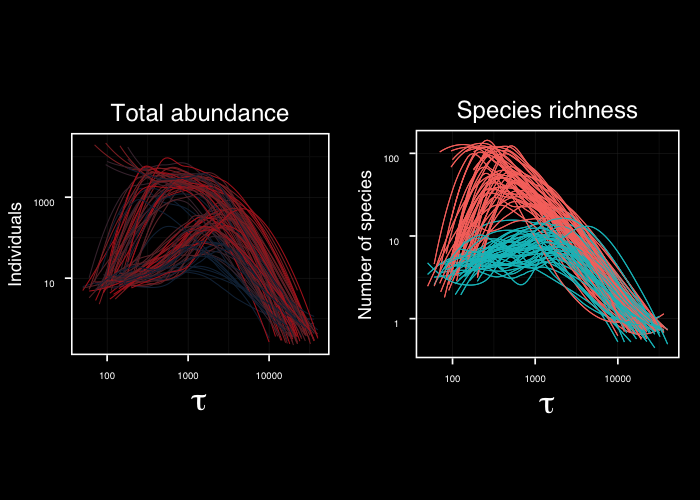 Total abundance
Individuals
1000
10
100
1000
10000
τ
Species richness
Number of species
100
10
1
100
1000
10000
τ